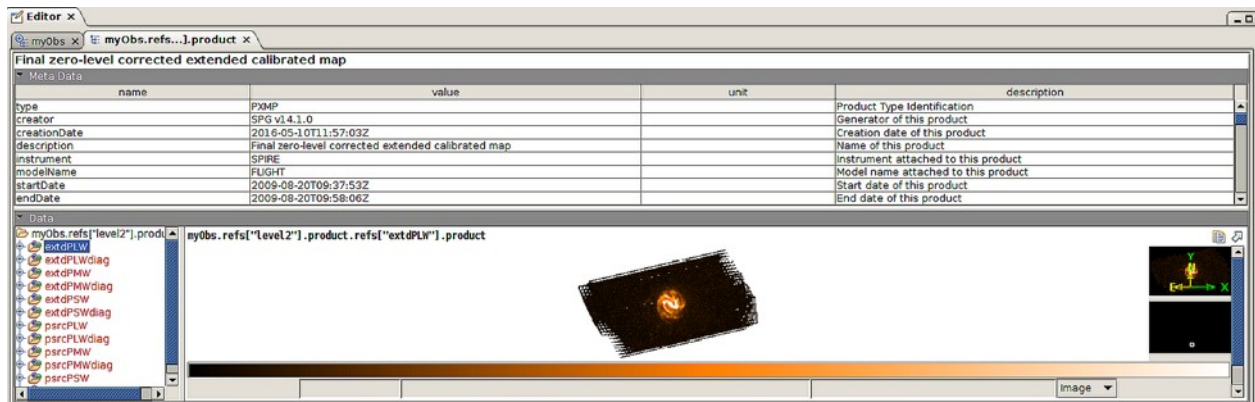 Editor ×
myObs × myObs.refs...].product ×
Final zero-level corrected extended calibrated map
Meta Data
name value unit description
type PXMP Product Type Identification
creator SPG v14.1.0 Generator of this product
creationDate 2016-05-10T11:57:03Z Creation date of this product
description Final zero-level corrected extended calibrated map Name of this product
instrument SPIRE Instrument attached to this product
modelName FLIGHT Model name attached to this product
startDate 2009-08-20T09:37:53Z Start date of this product
endDate 2009-08-20T09:58:06Z End date of this product
Data
myObs.refs["level2"].produ myObs.refs["level2"].product.refs["extdPLW"].product
extdPLW
extdPLWdiag
extdPMW
extdPMWdiag
extdPSW
extdPSWdiag
psrcPLW
psrcPLWdiag
psrcPMW
psrcPMWdiag
psrcPSW
Y
E X
Image